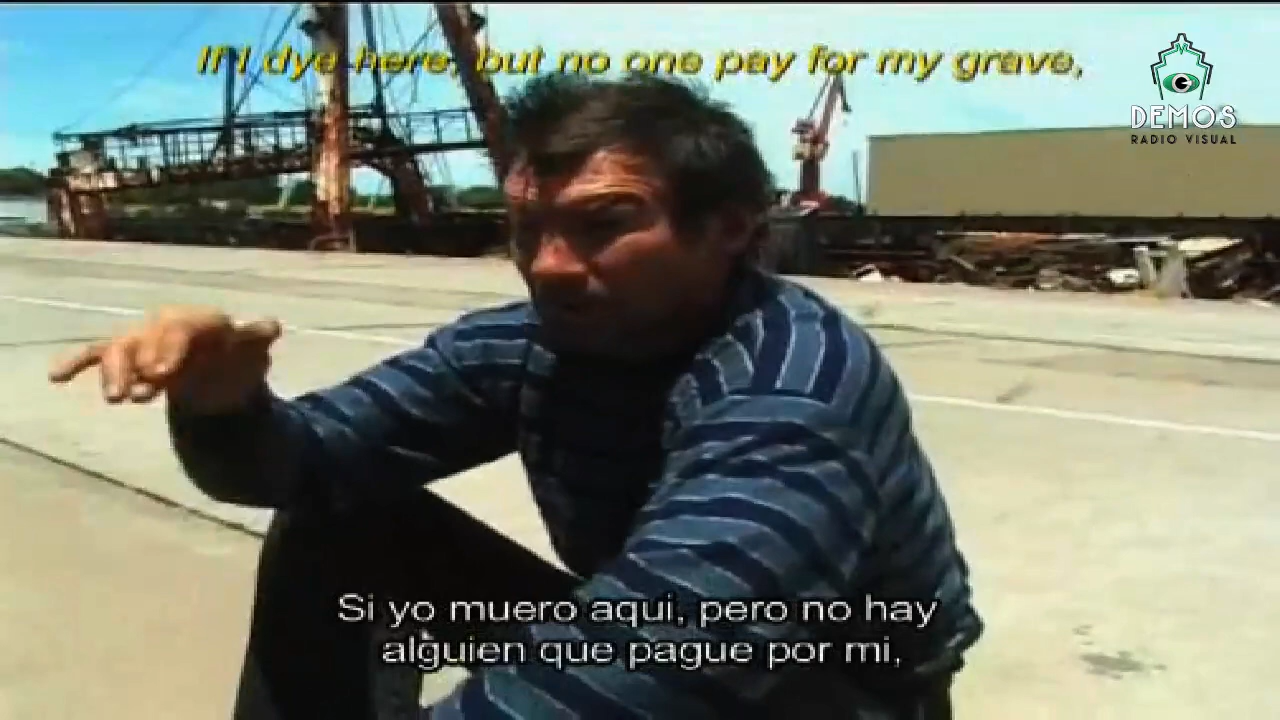 If I dye here, but no one pay for my grave,
DEMOS
RADIO VISUAL
Si yo muero aqui, pero no hay
alguien que pague por mi,